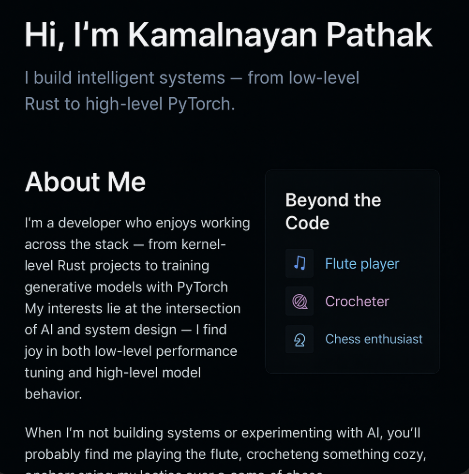 Hi, I'm Kamalnayan Pathak
I build intelligent systems — from low-level
Rust to high-level PyTorch.
About Me
I'm a developer who enjoys working
across the stack — from kernel-
level Rust projects to training
generative models with PyTorch
My interests lie at the intersection
of AI and system design — I find
joy in both low-level performance
tuning and high-level model
behavior.
Beyond the
Code
Flute player
Crocheter
Chess enthusiast
When I'm not building systems or experimenting with AI, you'll
probably find me playing the flute, crocheteng something cozy,
over a game of chess